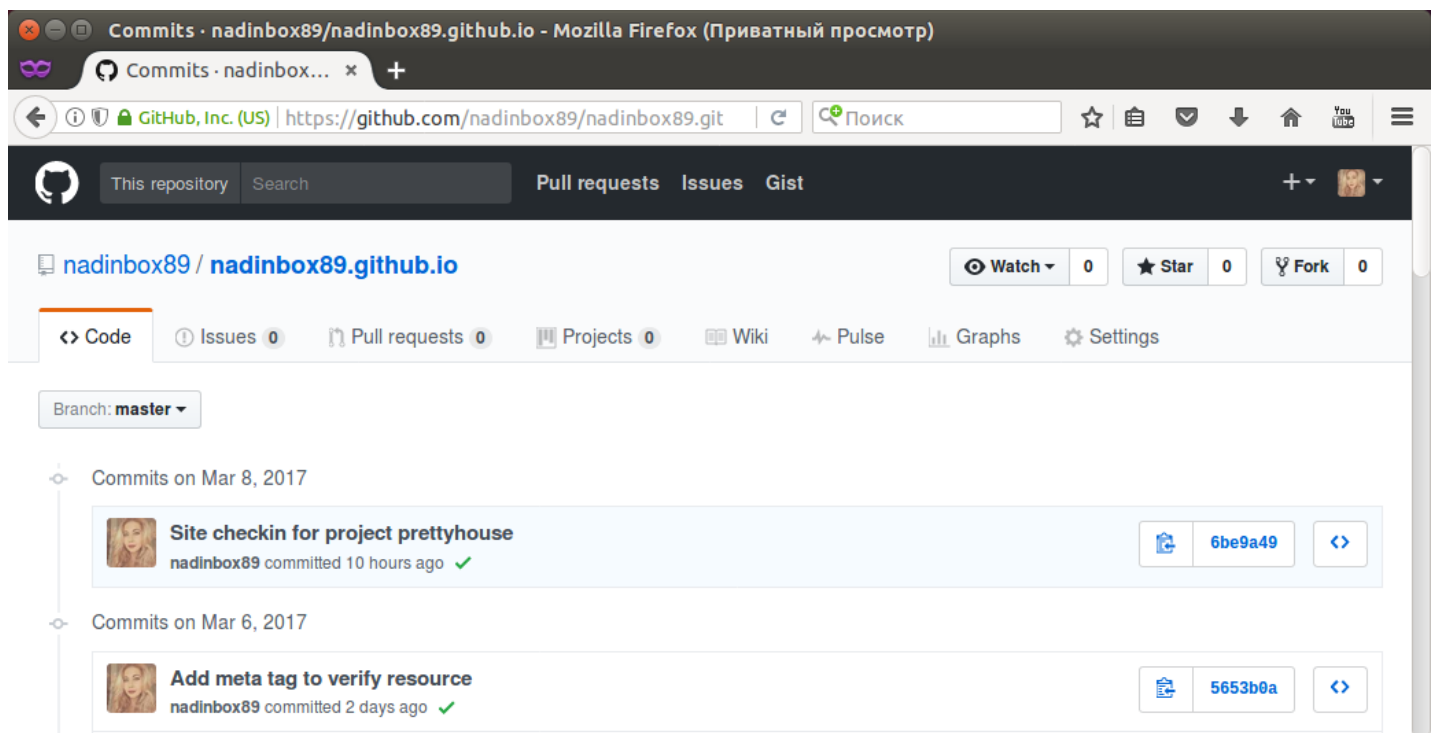 Commits · nadinbox89/nadinbox89.github.io - Mozilla Firefox (Приватный просмотр)
Commits · nadinbox...
GitHub, Inc. (US) https://github.com/nadinbox89/nadinbox89.git Поиск You Tube
This repository Search Pull requests Issues Gist
nadinbox89 / nadinbox89.github.io Watch 0 Star 0 Fork 0
Code Issues 0 Pull requests 0 Projects 0 Wiki Pulse Graphs Settings
Branch: master
Commits on Mar 8, 2017
Site checkin for project prettyhouse
nadinbox89 committed 10 hours ago
6be9a49
Commits on Mar 6, 2017
Add meta tag to verify resource
nadinbox89 committed 2 days ago
5653b0a